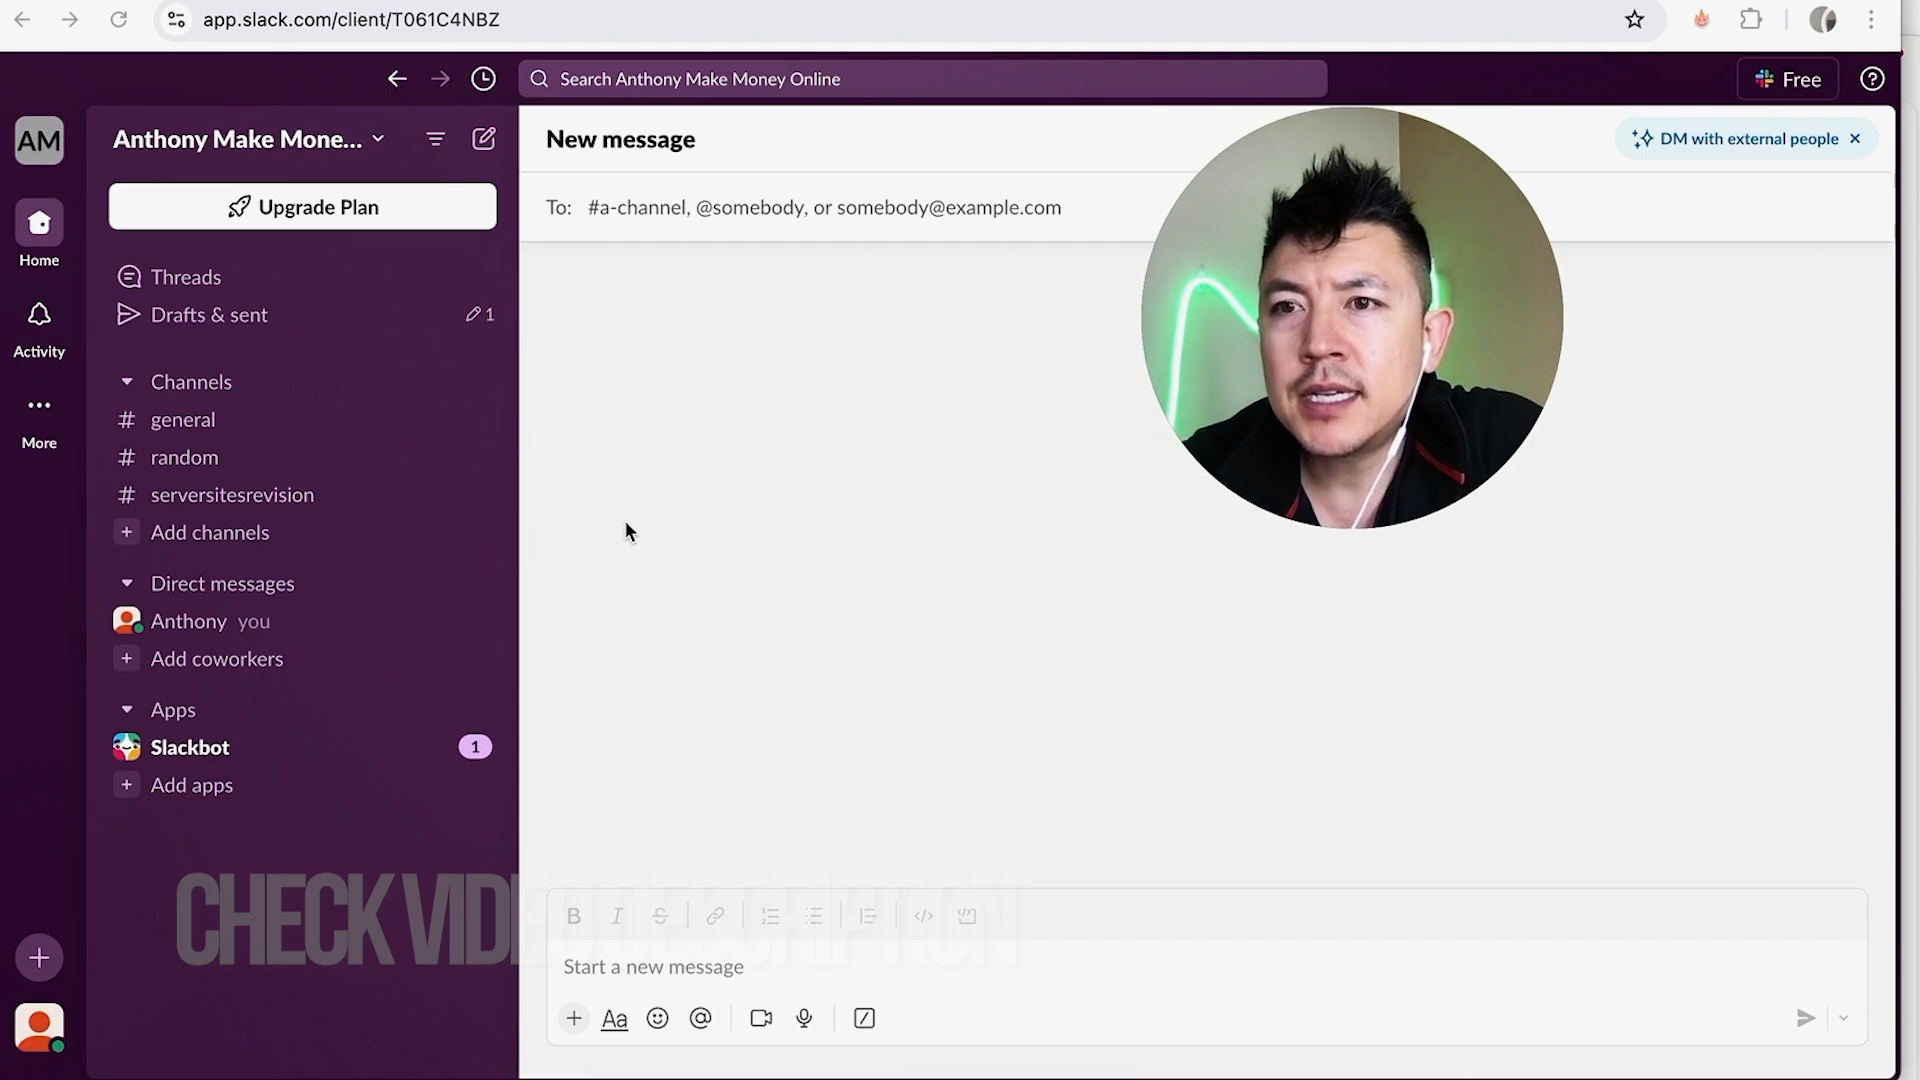 app.slack.com/client/T061C4NBZ
Search Anthony Make Money Online
Free
AM
Anthony Make Mone...
New message
DM with external people
Upgrade Plan
To: #a-channel, @somebody, or somebody@example.com
Home
Threads
Drafts & sent
1
Activity
Channels
general
random
More
serversitesrevision
Add channels
Direct messages
Anthony you
Add coworkers
Apps
Slackbot
1
Add apps
CHECK VIDEO DESCRIPTION
B I S
Start a new message
Aa